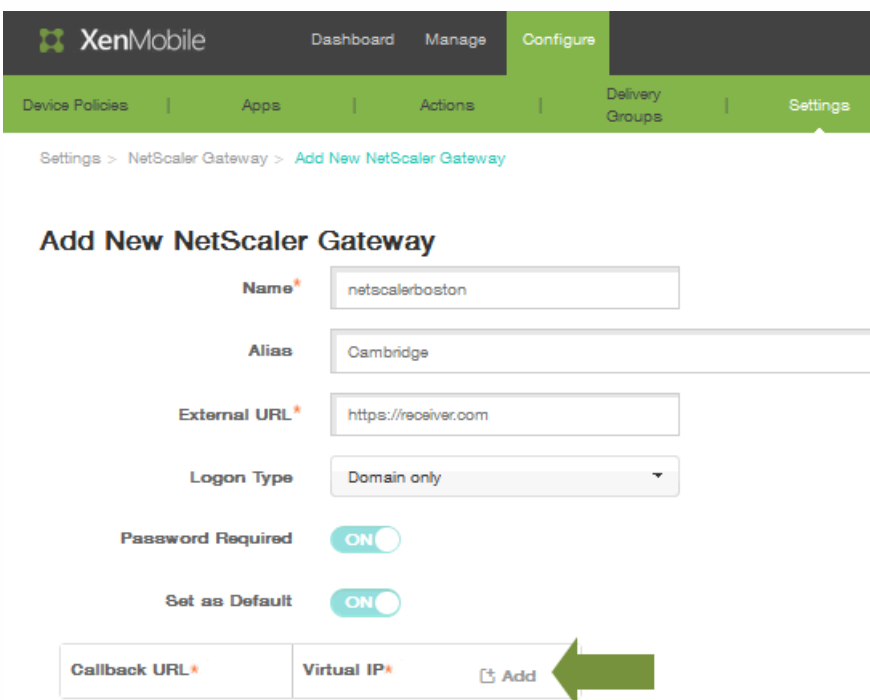 XenMobile Dashboard Manage Configure
Device Policies | Apps | Actions | Delivery Groups | Settings
Settings > NetScaler Gateway > Add New NetScaler Gateway
Add New NetScaler Gateway
Name* netscalerboston
Alias Cambridge
External URL* https://receiver.com
Logon Type Domain only
Password Required ON
Set as Default ON
Callback URL* Virtual IP* Add